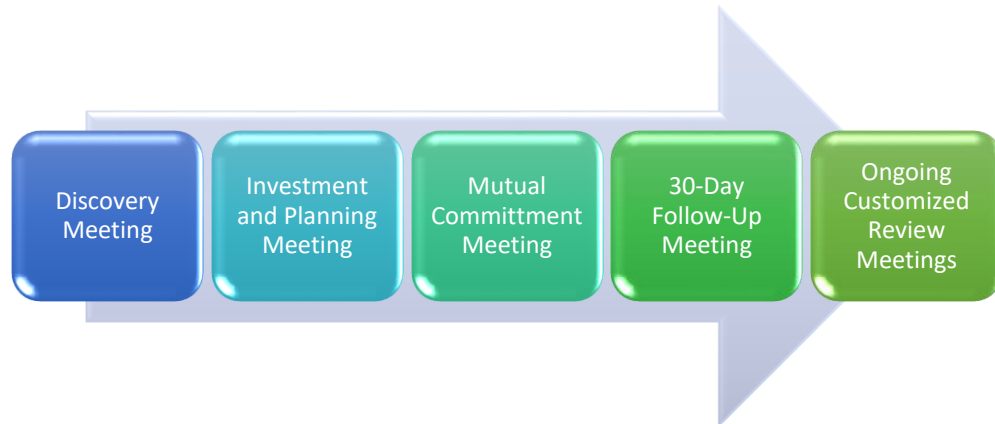 Discovery
Meeting
Investment
and Planning
Meeting
Mutual
Committment
Meeting
30-Day
Follow-Up
Meeting
Ongoing
Customized
Review
Meetings